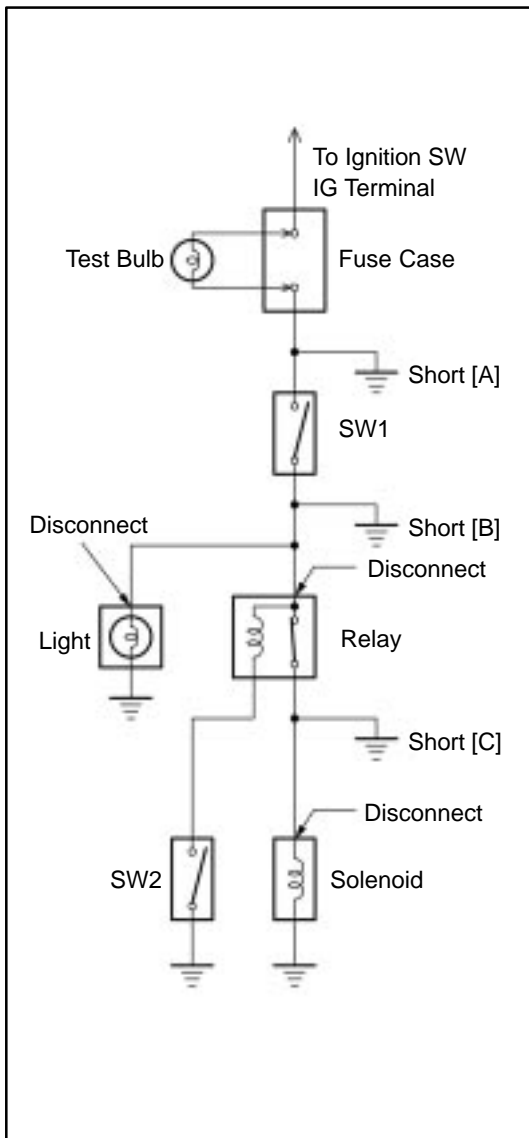 To Ignition SW
IG Terminal
Test Bulb
Fuse Case
Short [A]
SW1
Disconnect
Short [B]
Disconnect
Light
Relay
Short [C]
Disconnect
SW2
Solenoid